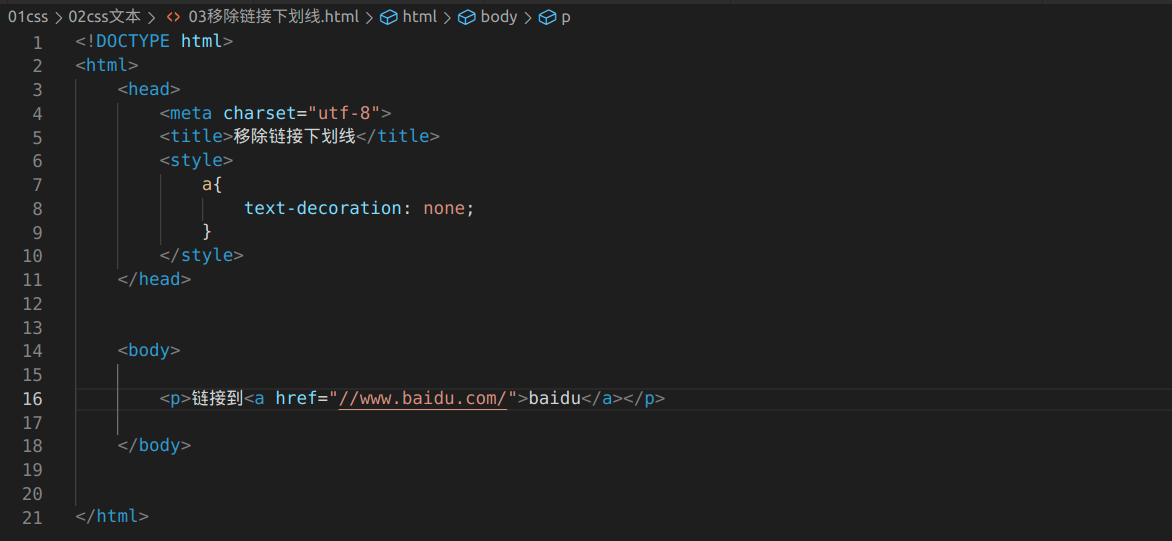 01css > 02css文本 > <> 03移除链接下划线.html > html > body > p
1 <!DOCTYPE html>
2 <html>
3 <head>
4 <meta charset="utf-8">
5 <title>移除链接下划线</title>
6 <style>
7 a{
8 text-decoration: none;
9 }
10 </style>
11 </head>
12
13
14 <body>
15
16 <p>链接到<a href="//www.baidu.com/">baidu</a></p>
17
18 </body>
19
20
21 </html>